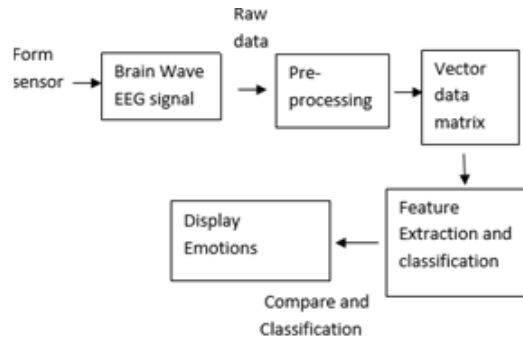 Raw
data
Form
sensor
Brain Wave
EEG signal
Pre-
processing
Vector
data
matrix
Feature
Extraction and
classification
Display
Emotions
Compare and
Classification